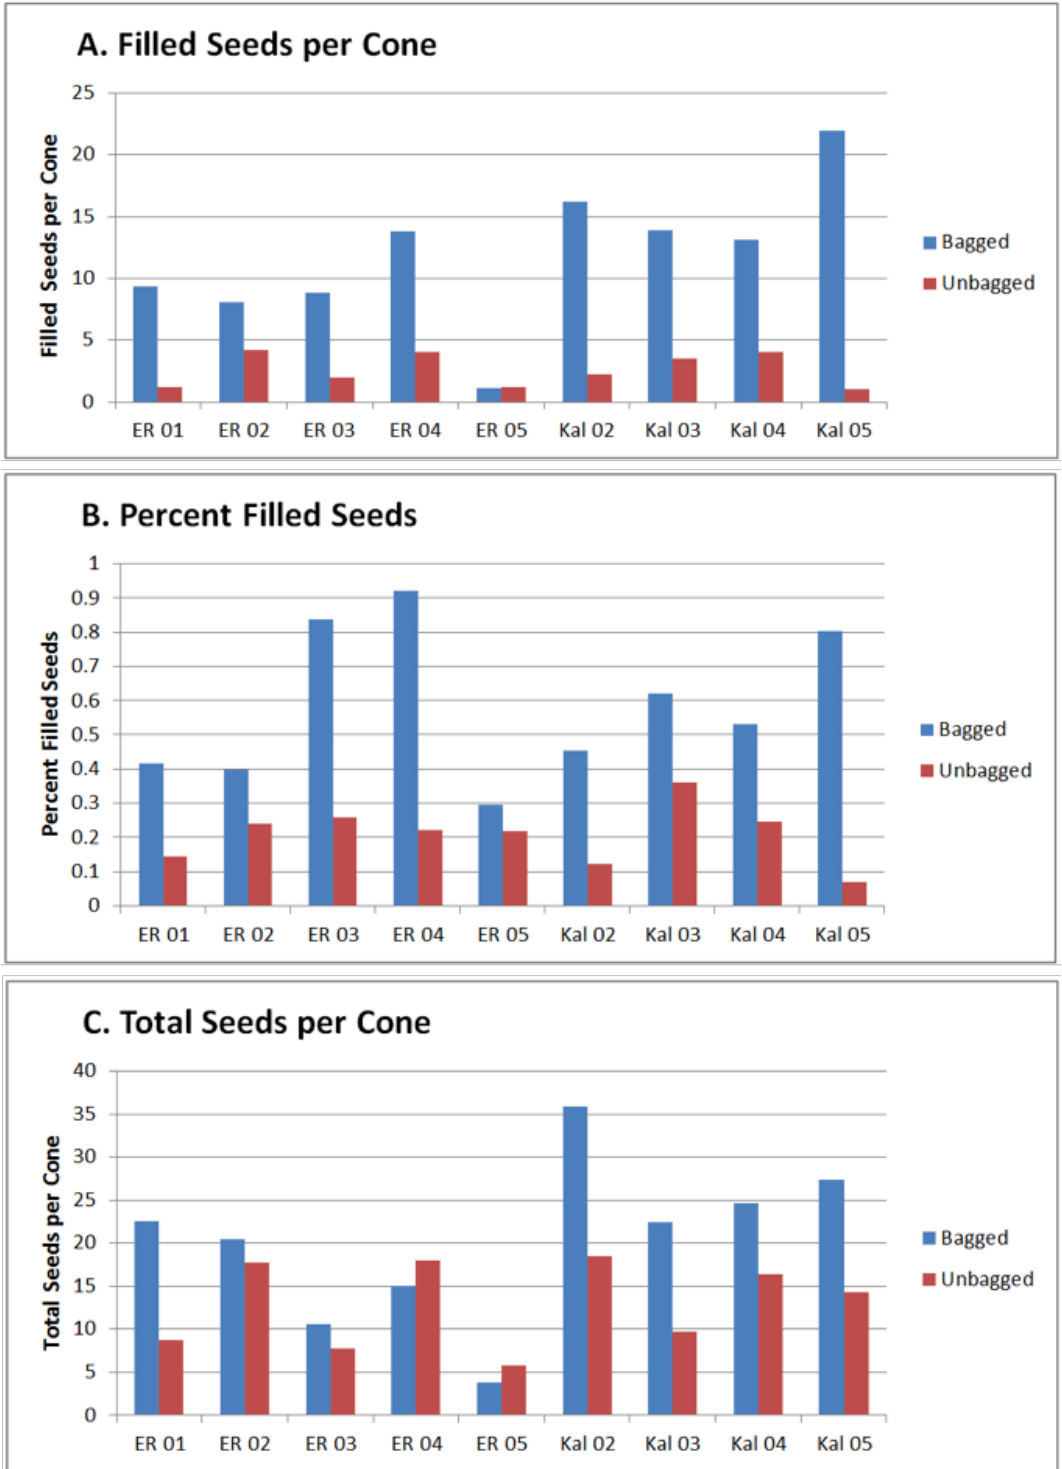 A. Filled Seeds per Cone
Filled Seeds per Cone
25
20
15
10
5
0
ER 01 ER 02 ER 03 ER 04 ER 05 Kal 02 Kal 03 Kal 04 Kal 05
Bagged
Unbagged
B. Percent Filled Seeds
Percent Filled Seeds
1
0.9
0.8
0.7
0.6
0.5
0.4
0.3
0.2
0.1
0
ER 01 ER 02 ER 03 ER 04 ER 05 Kal 02 Kal 03 Kal 04 Kal 05
Bagged
Unbagged
C. Total Seeds per Cone
Total Seeds per Cone
40
35
30
25
20
15
10
5
0
ER 01 ER 02 ER 03 ER 04 ER 05 Kal 02 Kal 03 Kal 04 Kal 05
Bagged
Unbagged